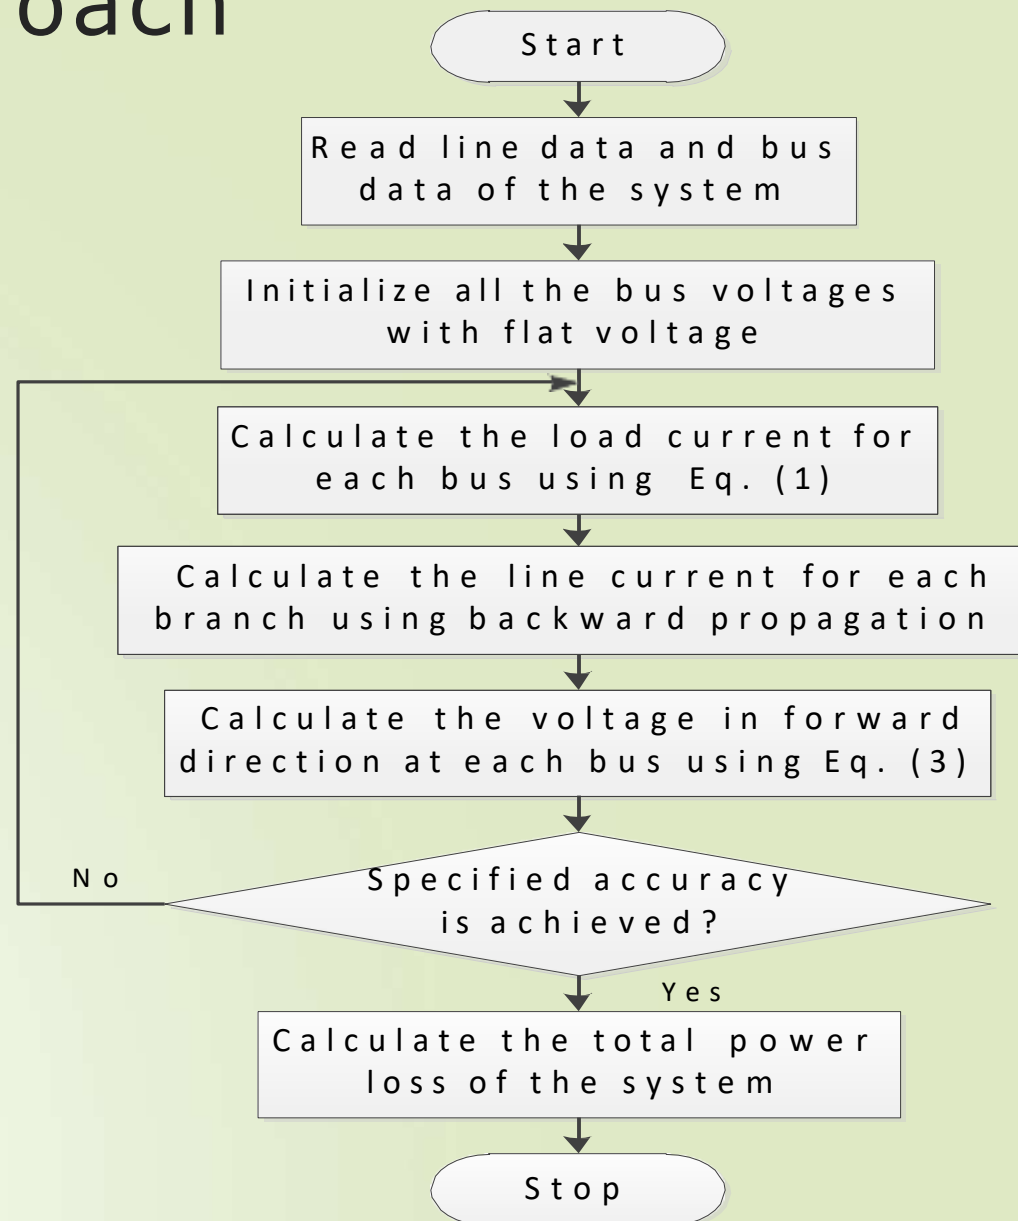 oach
Start
Read line data and bus
data of the system
Initialize all the bus voltages
with flat voltage
Calculate the load current for
each bus using Eq. (1)
Calculate the line current for each
branch using backward propagation
Calculate the voltage in forward
direction at each bus using Eq. (3)
No
Specified accuracy
is achieved?
Yes
Calculate the total power
loss of the system
Stop